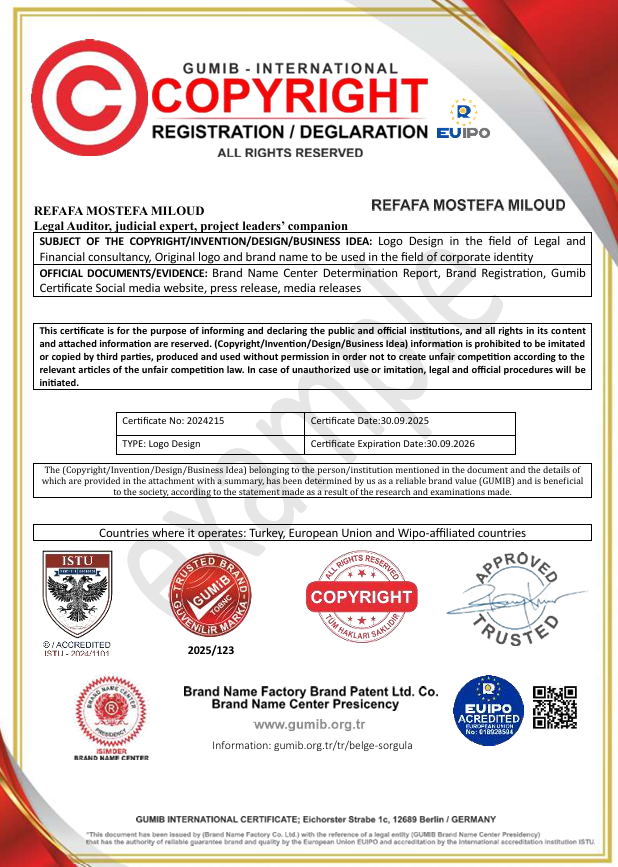 GUMIB - INTERNATIONAL
COPYRIGHT
REGISTRATION / DEGLARATION
ALL RIGHTS RESERVED
R
EUIPO
REFAFA MOSTEFA MILOUD
REFAFA MOSTEFA MILOUD
Legal Auditor, judicial expert, project leaders’ companion
SUBJECT OF THE COPYRIGHT/INVENTION/DESIGN/BUSINESS IDEA: Logo Design in the field of Legal and
Financial consultancy, Original logo and brand name to be used in the field of corporate identity
OFFICIAL DOCUMENTS/EVIDENCE: Brand Name Center Determination Report, Brand Registration, Gumib
Certificate Social media website, press release, media releases
example
This certificate is for the purpose of informing and declaring the public and official institutions, and all rights in its content
and attached information are reserved. (Copyright/Invention/Design/Business Idea) information is prohibited to be imitated
or copied by third parties, produced and used without permission in order not to create unfair competition according to the
relevant articles of the unfair competition law. In case of unauthorized use or imitation, legal and official procedures will be
initiated.
Certificate No: 2024215
Certificate Date:30.09.2025
TYPE: Logo Design
Certificate Expiration Date:30.09.2026
The (Copyright/Invention/Design/Business Idea) belonging to the person/institution mentioned in the document and the details of
which are provided in the attachment with a summary, has been determined by us as a reliable brand value (GUMIB) and is beneficial
to the society, according to the statement made as a result of the research and examinations made.
Countries where it operates: Turkey, European Union and Wipo-affiliated countries
ISTU
© / ACCREDITED
ISTU - 2024/1101
TRUSTED BRAND
GUMiB
TOBNC
GÜVENiLiR MARKA
2025/123
ALL RIGHTS RESERVED
COPYRIGHT
TÜM HAKLARI SAKLIDIR
APPROVED
TRUSTED
BRAND NAME CENTER
R
PRESIDENCY
iSiMDER
BRAND NAME CENTER
Brand Name Factory Brand Patent Ltd. Co.
Brand Name Center Presicency
www.gumib.org.tr
Information: gumib.org.tr/tr/belge-sorgula
R
EUIPO
ACREDITED
EUROPEAN UNION
No: 018928594
GUMIB INTERNATIONAL CERTIFICATE; Eichorster Strabe 1c, 12689 Berlin / GERMANY
*This document has been issued by (Brand Name Factory Co. Ltd.) with the reference of a legal entity (GUMIB Brand Name Center Presidency)
that has the authority of reliable guarantee brand and quality by the European Union EUIPO and accreditation by the International accreditation institution ISTU.